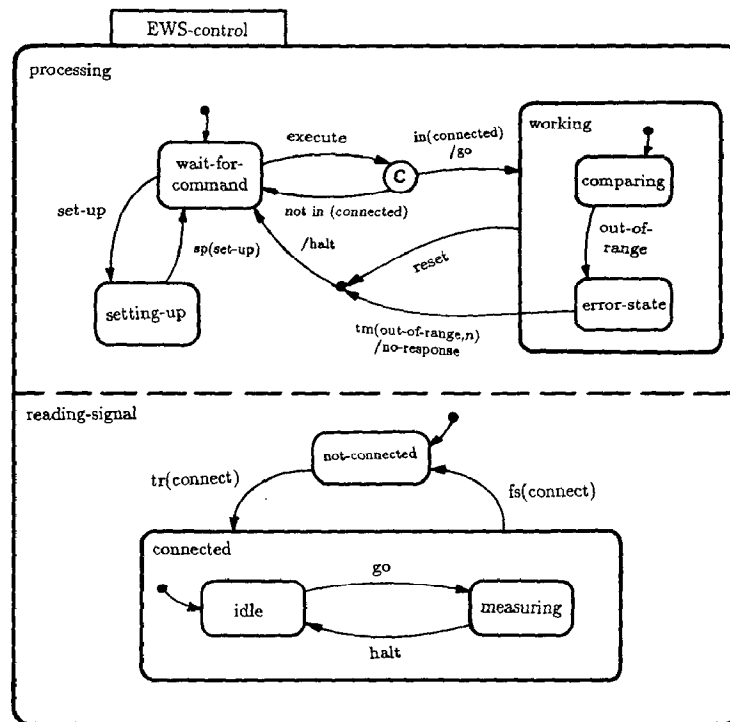 EWS-control
processing
execute
in(connected)
/go
working
wait-for-
command
C
comparing
not in (connected)
set-up
out-of-
range
/halt
sp(set-up)
reset
setting-up
error-state
tm(out-of-range,n)
/no-response
reading-signal
not-connected
tr(connect)
fs(connect)
connected
go
idle
measuring
halt